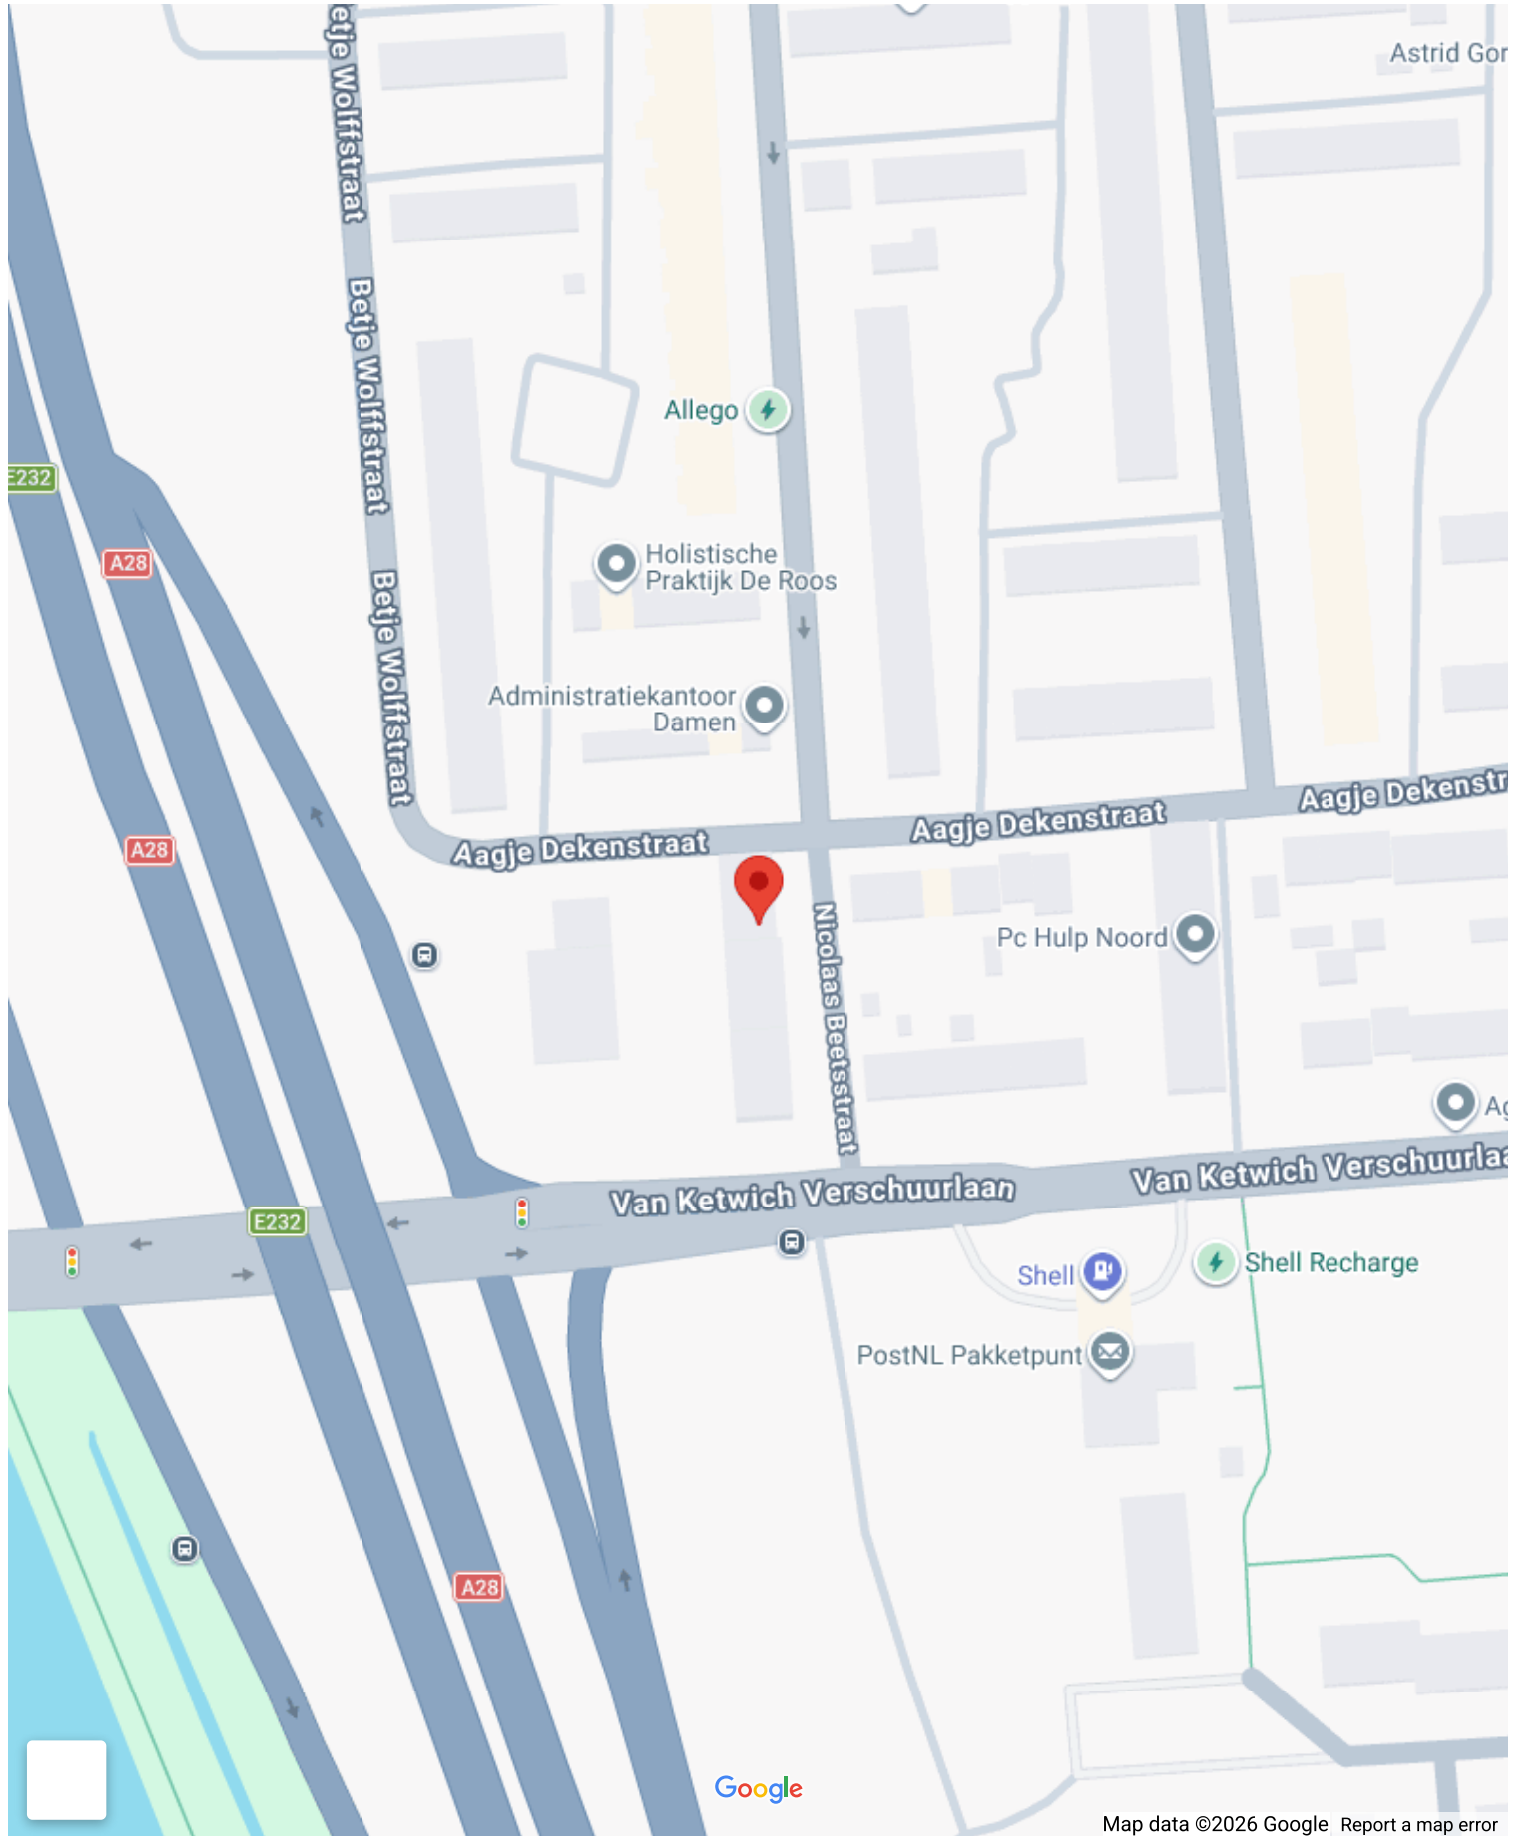 etje Wolffstraat
Astrid Gor
Betje Wolffstraat
Allego
E232
A28
Holistische
Praktijk De Roos
Betje Wolffstraat
Administratiekantoor
Damen
Aagje Dekenstr
Aagje Dekenstraat
Aagje Dekenstraat
A28
Nicolaas Beetsstraat
Pc Hulp Noord
Ag
Van Ketwich Verschuurlaa
Van Ketwich Verschuurlaan
E232
Shell
Shell Recharge
PostNL Pakketpunt
A28
Google
Map data ©2026 Google
Report a map error